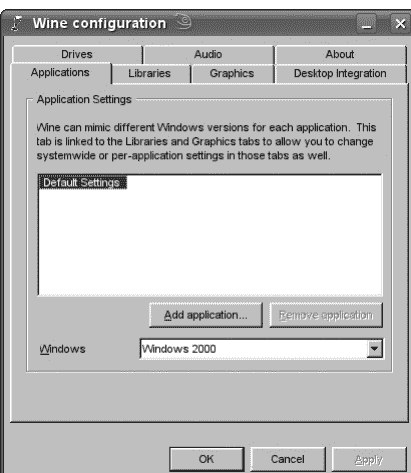 Wine configuration
Drives Audio About
Applications Libraries Graphics Desktop Integration
Application Settings
Wine can mimic different Windows versions for each application. This
tab is linked to the Libraries and Graphics tabs to allow you to change
systemwide or per-application settings in those tabs as well.
Default Settings
Add application... Remove application
Windows Windows 2000
OK Cancel Apply